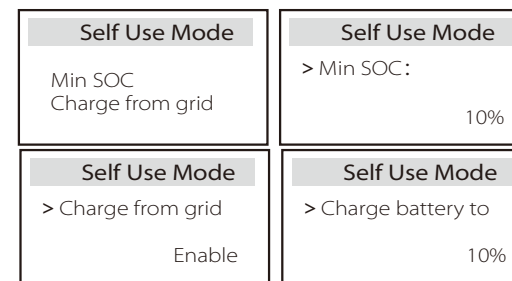 Self Use Mode
Min SOC
Charge from grid
Self Use Mode
> Min SOC:
10%
Self Use Mode
> Charge from grid
Enable
Self Use Mode
> Charge battery to
10%